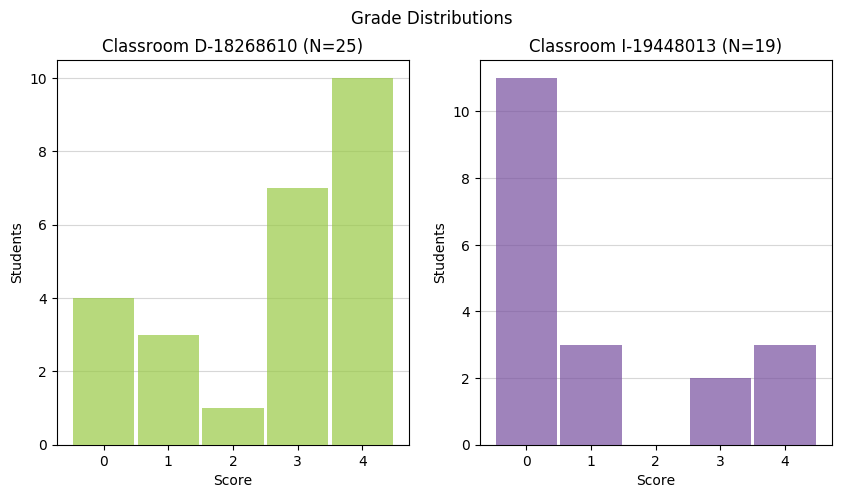 Grade Distributions
Classroom D-18268610 (N=25)
10
8
6
4
2
0
Students
0 1 2 3 4
Score
Classroom I-19448013 (N=19)
10
8
6
4
2
0
Students
0 1 2 3 4
Score